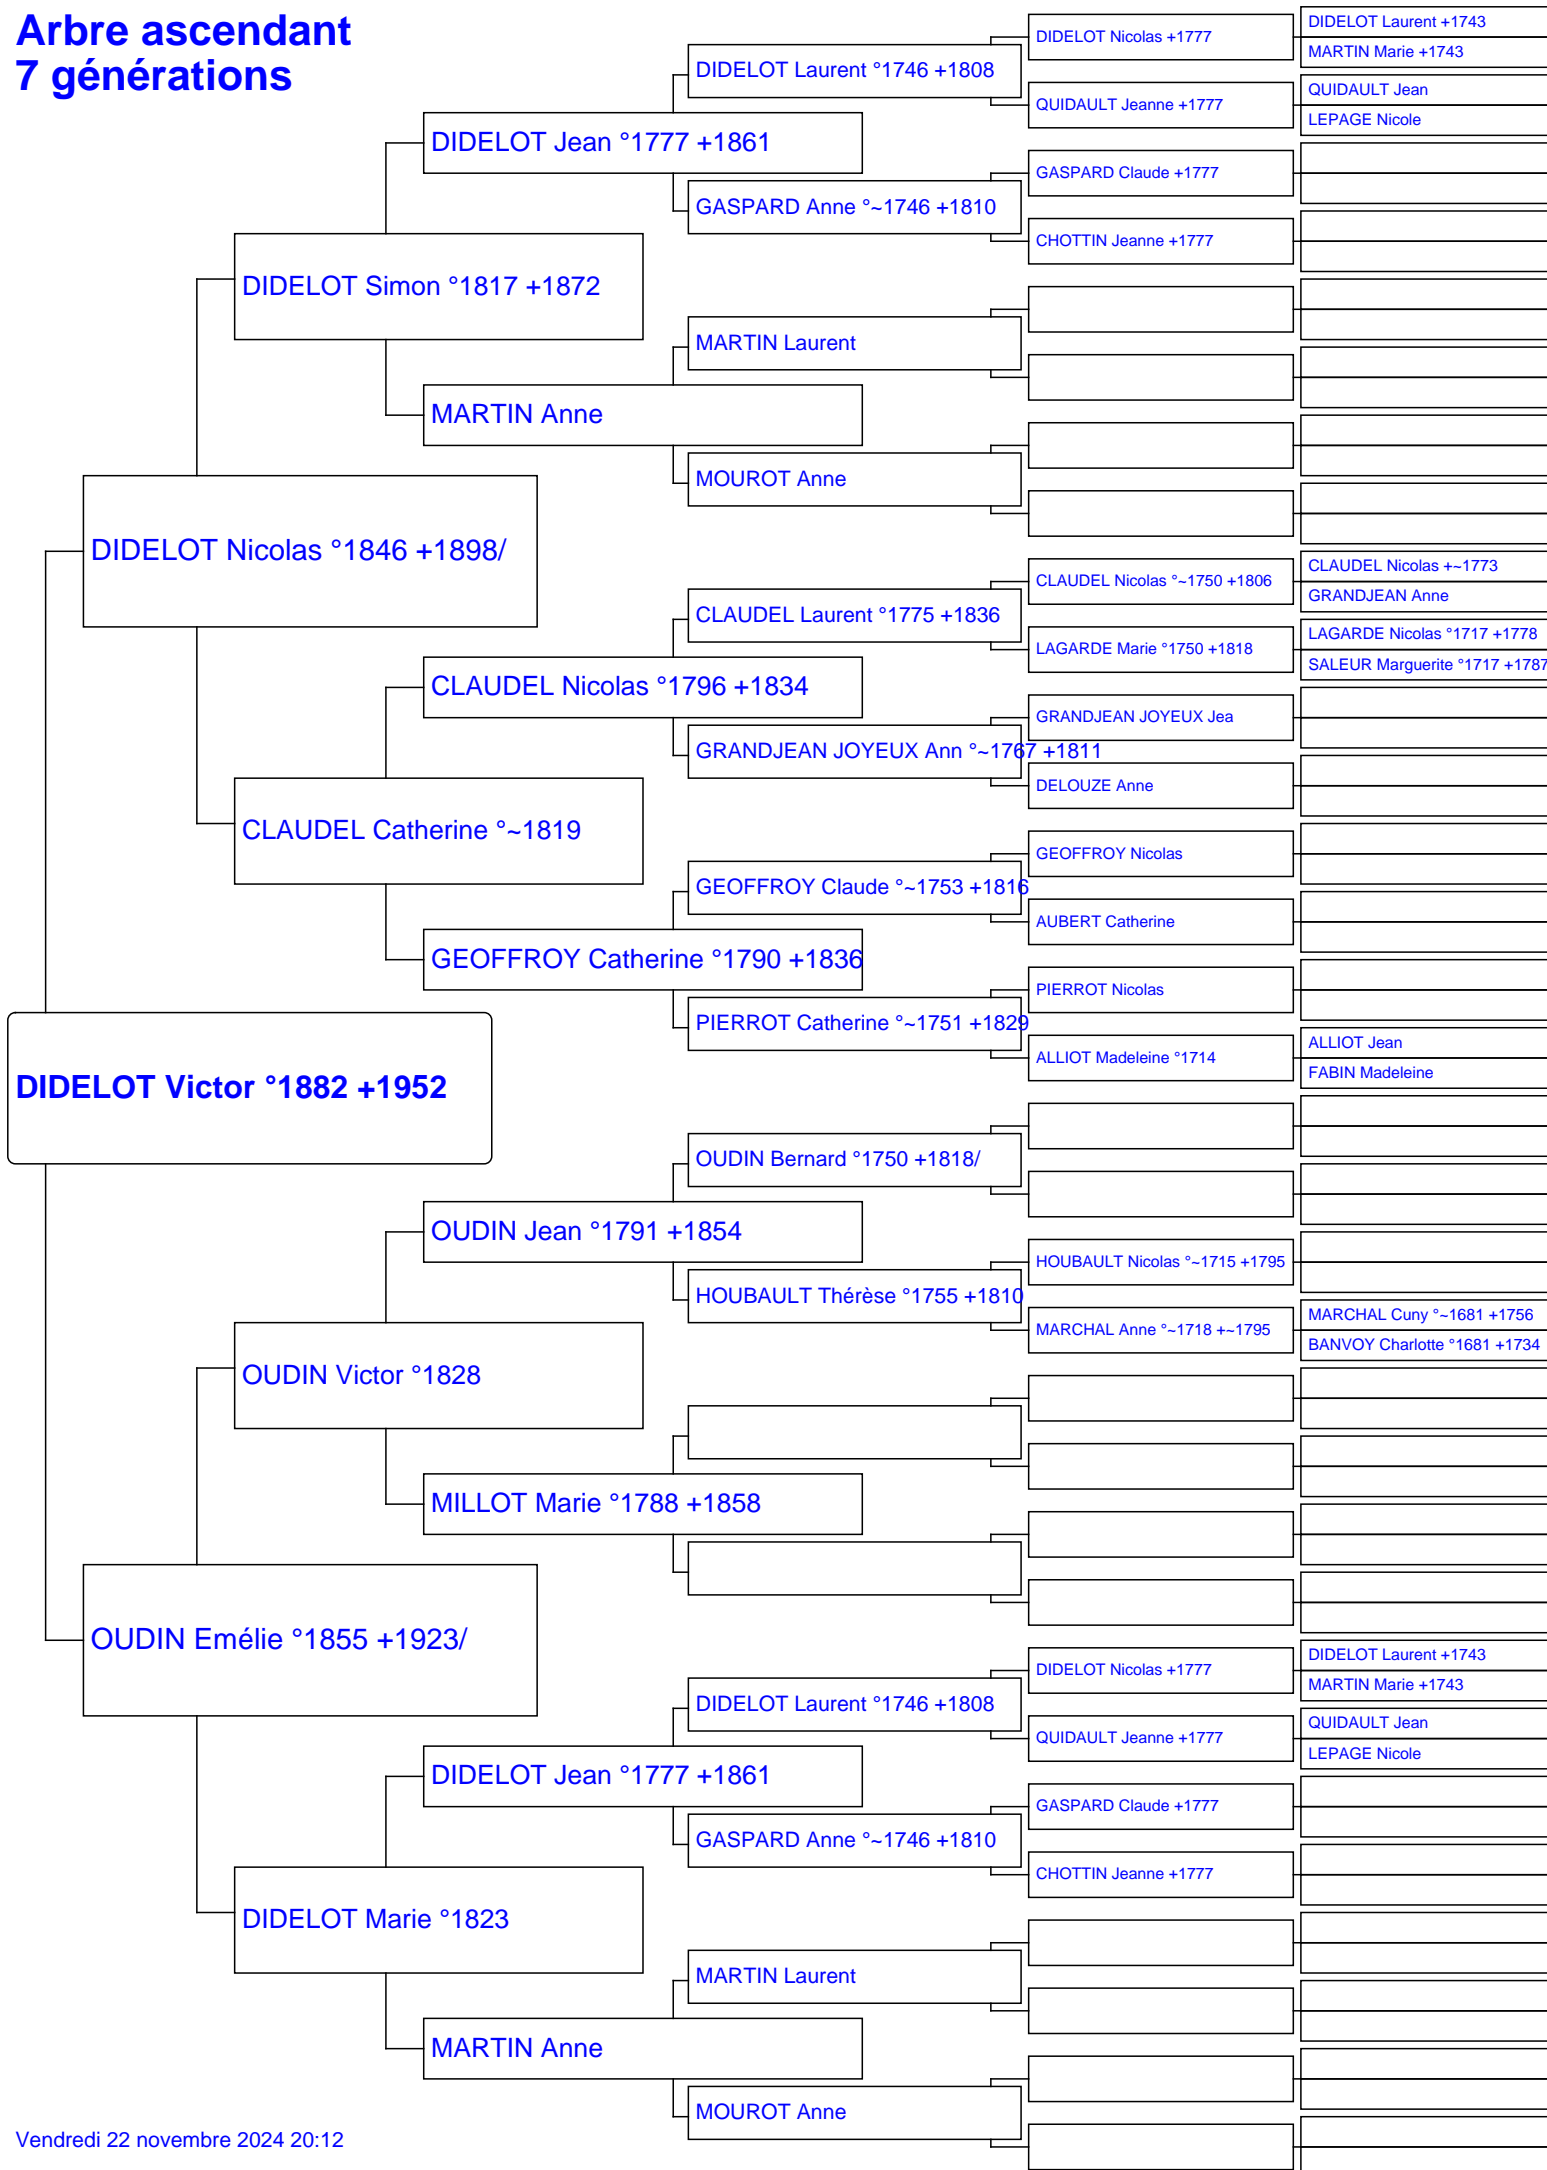 Arbre ascendant
7 générations
DIDELOT Victor °1882 +1952
DIDELOT Nicolas °1846 +1898/
OUDIN Emélie °1855 +1923/
DIDELOT Simon °1817 +1872
CLAUDEL Catherine °~1819
OUDIN Victor °1828
DIDELOT Marie °1823
DIDELOT Jean °1777 +1861
MARTIN Anne
CLAUDEL Nicolas °1796 +1834
GEOFFROY Catherine °1790 +1836
OUDIN Jean °1791 +1854
MILLOT Marie °1788 +1858
DIDELOT Jean °1777 +1861
MARTIN Anne
DIDELOT Laurent °1746 +1808
GASPARD Anne °~1746 +1810
MARTIN Laurent
MOUROT Anne
CLAUDEL Laurent °1775 +1836
GRANDJEAN JOYEUX Ann °~1767 +1811
GEOFFROY Claude °~1753 +1816
PIERROT Catherine °~1751 +1829
OUDIN Bernard °1750 +1818/
HOUBAULT Thérèse °1755 +1810
DIDELOT Laurent °1746 +1808
GASPARD Anne °~1746 +1810
MARTIN Laurent
MOUROT Anne
DIDELOT Nicolas +1777
QUIDAULT Jeanne +1777
GASPARD Claude +1777
CHOTTIN Jeanne +1777
CLAUDEL Nicolas °~1750 +1806
LAGARDE Marie °1750 +1818
GRANDJEAN JOYEUX Jea
DELOUZE Anne
GEOFFROY Nicolas
AUBERT Catherine
PIERROT Nicolas
ALLIOT Madeleine °1714
HOUBAULT Nicolas °~1715 +1795
MARCHAL Anne °~1718 +~1795
DIDELOT Nicolas +1777
QUIDAULT Jeanne +1777
GASPARD Claude +1777
CHOTTIN Jeanne +1777
DIDELOT Laurent +1743
MARTIN Marie +1743
QUIDAULT Jean
LEPAGE Nicole
CLAUDEL Nicolas +~1773
GRANDJEAN Anne
LAGARDE Nicolas °1717 +1778
SALEUR Marguerite °1717 +1787
ALLIOT Jean
FABIN Madeleine
MARCHAL Cuny °~1681 +1756
BANVOY Charlotte °1681 +1734
DIDELOT Laurent +1743
MARTIN Marie +1743
QUIDAULT Jean
LEPAGE Nicole
Vendredi 22 novembre 2024 20:12